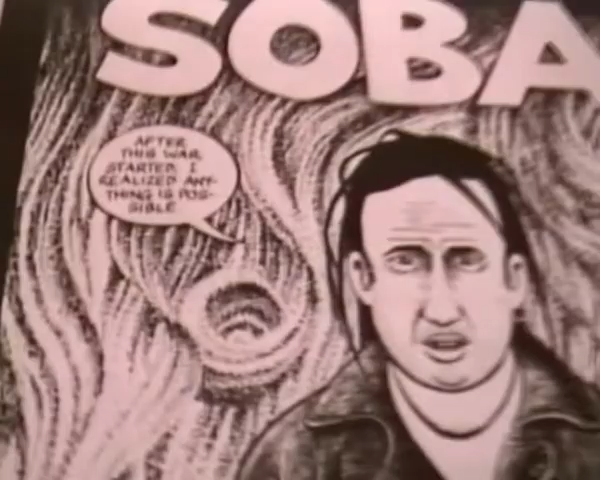 SOBA
AFTER
THIS WAR
STARTED, I
REALIZED ANY-
THING IS POS-
SIBLE